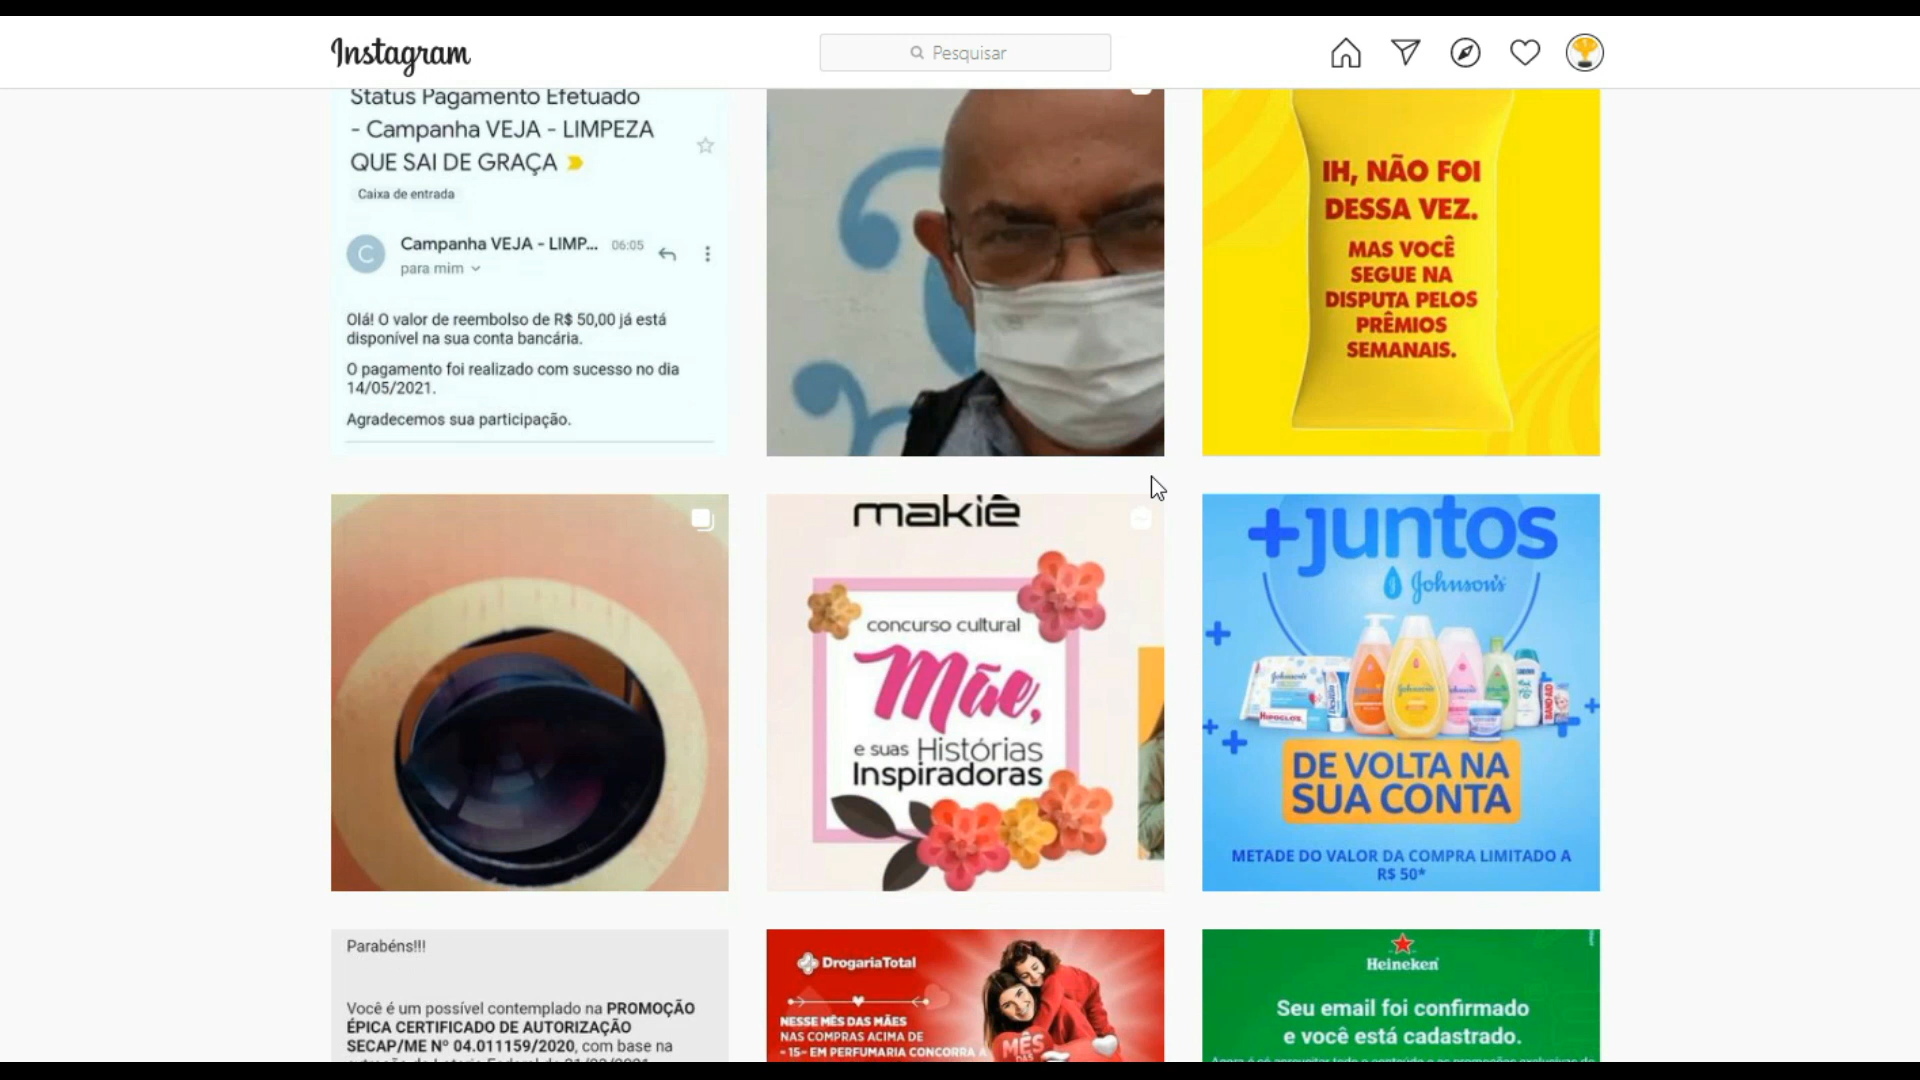 Instagram
Pesquisar
Status Pagamento Efetuado
- Campanha VEJA - LIMPEZA
QUE SAI DE GRAÇA
Caixa de entrada
C
Campanha VEJA - LIMP... 06:05
para mim
Olá! O valor de reembolso de R$ 50,00 já está
disponível na sua conta bancária.
O pagamento foi realizado com sucesso no dia
14/05/2021.
Agradecemos sua participação.
IH, NÃO FOI
DESSA VEZ.
MAS VOCÊ
SEGUE NA
DISPUTA PELOS
PRÊMIOS
SEMANAIS.
makiê
concurso cultural
Mãe,
e suas Histórias
Inspiradoras
+juntos
Johnson's
HIPOGLÓS
BAND-AID
DE VOLTA NA
SUA CONTA
METADE DO VALOR DA COMPRA LIMITADO A
R$ 50*
Parabéns!!!
Você é um possível contemplado na PROMOÇÃO
ÉPICA CERTIFICADO DE AUTORIZAÇÃO
SECAP/ME Nº 04.011159/2020, com base na
DrogariaTotal
NESSE MÊS DAS MÃES
NAS COMPRAS ACIMA DE
-15- EM PERFUMARIA CONCORRA A
MÊS
Heineken
Seu email foi confirmado
e você está cadastrado.